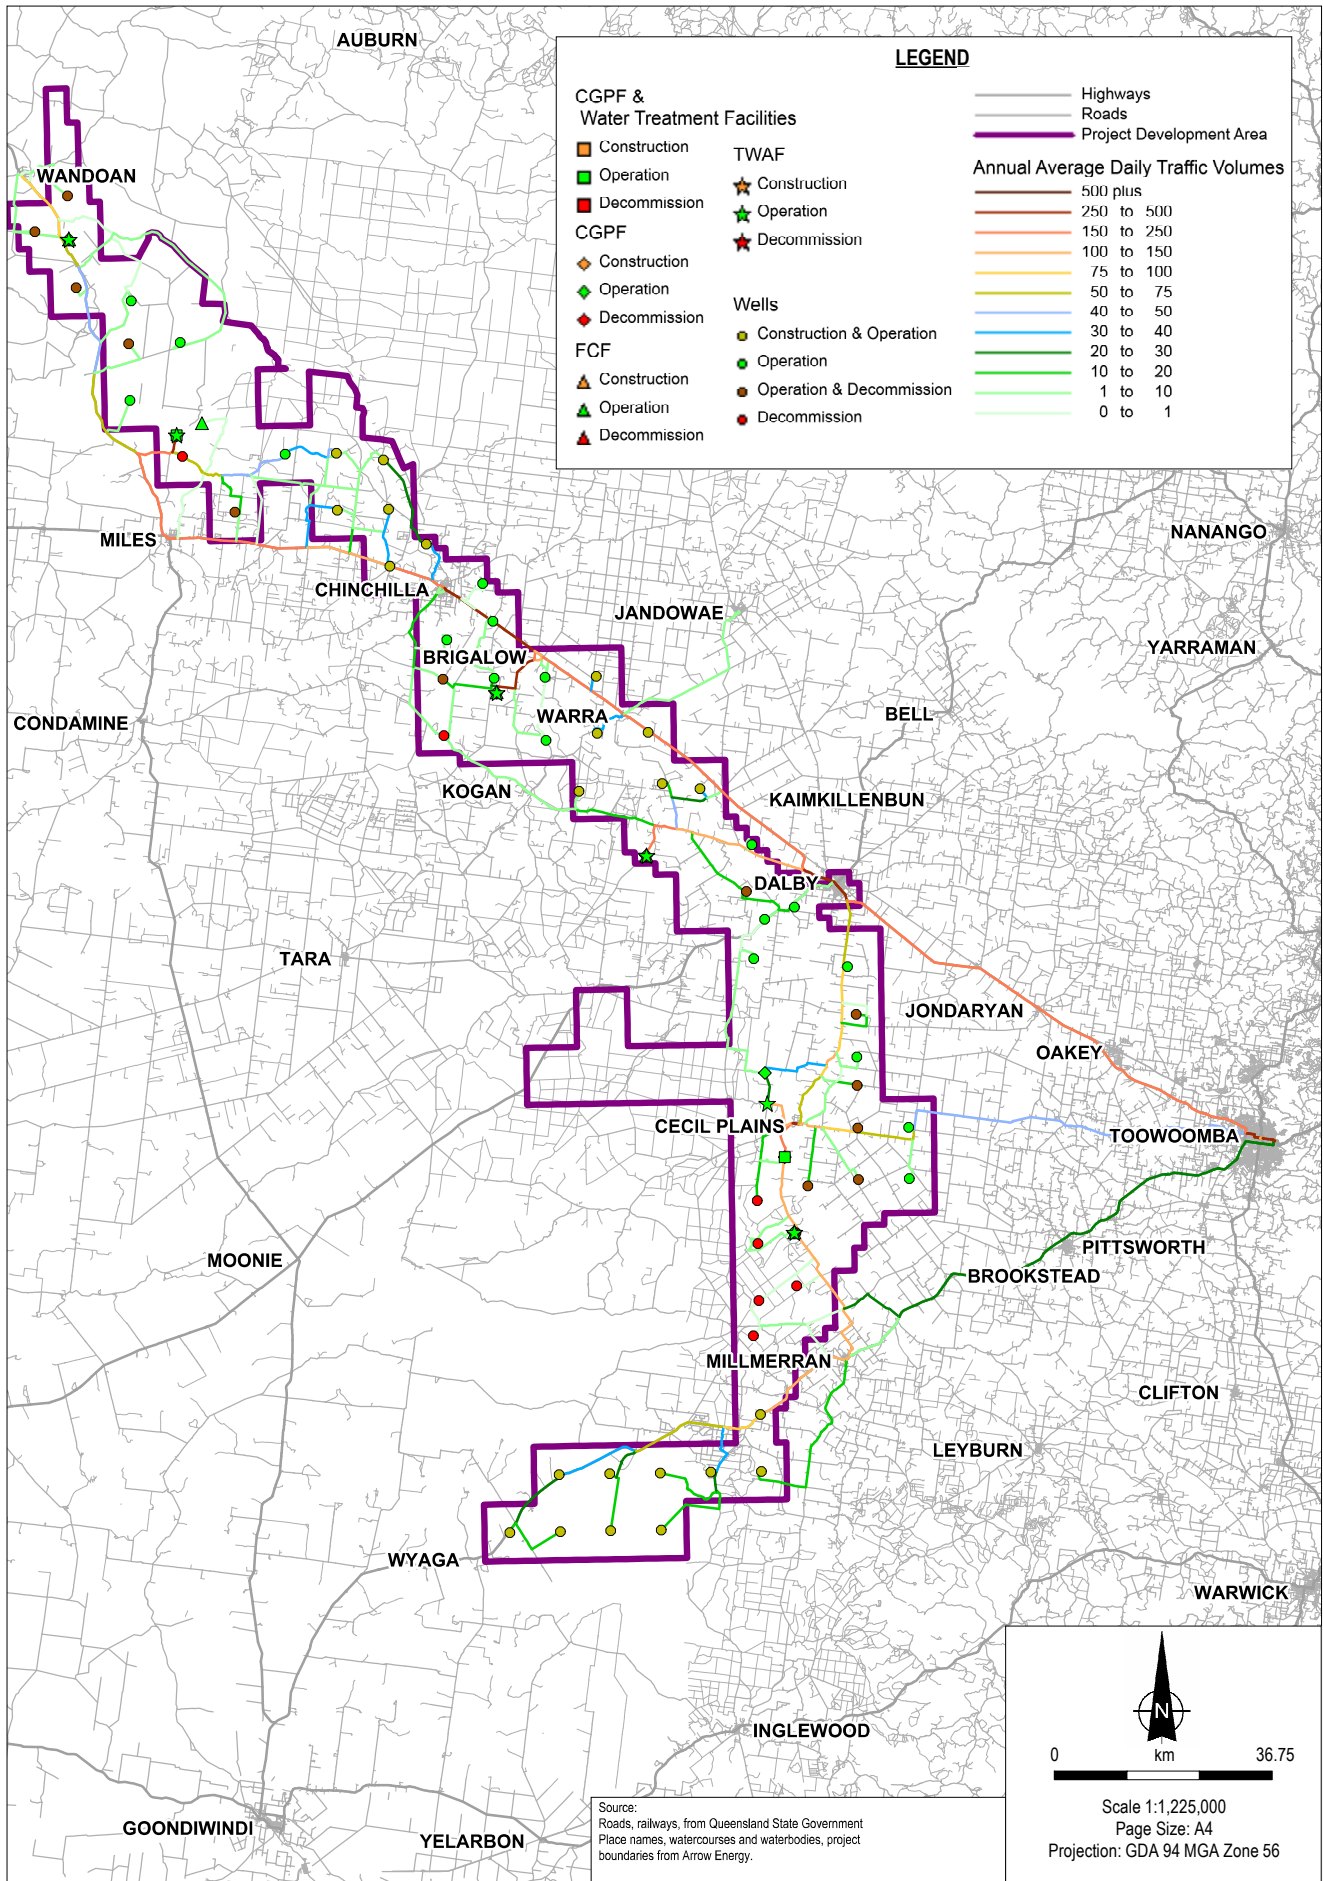 LEGEND
CGPF &
Water Treatment Facilities
Construction
Operation
Decommission
CGPF
Construction
Operation
Decommission
FCF
Construction
Operation
Decommission
TWAF
Construction
Operation
Decommission
Wells
Construction & Operation
Operation
Operation & Decommission
Decommission
Highways
Roads
Project Development Area
Annual Average Daily Traffic Volumes
500 plus
250 to 500
150 to 250
100 to 150
75 to 100
50 to 75
40 to 50
30 to 40
20 to 30
10 to 20
1 to 10
0 to 1
AUBURN
WANDOAN
MILES
NANANGO
CHINCHILLA
JANDOWAE
YARRAMAN
BRIGALOW
CONDAMINE
WARRA
BELL
KOGAN
KAIMKILLENBUN
DALBY
TARA
JONDARYAN
OAKEY
CECIL PLAINS
TOOWOOMBA
MOONIE
PITTSWORTH
BROOKSTEAD
MILLMERRAN
CLIFTON
LEYBURN
WYAGA
WARWICK
INGLEWOOD
GOONDIWINDI
YELARBON
N
0 km 36.75
Scale 1:1,225,000
Page Size: A4
Projection: GDA 94 MGA Zone 56
Source:
Roads, railways, from Queensland State Government
Place names, watercourses and waterbodies, project
boundaries from Arrow Energy.